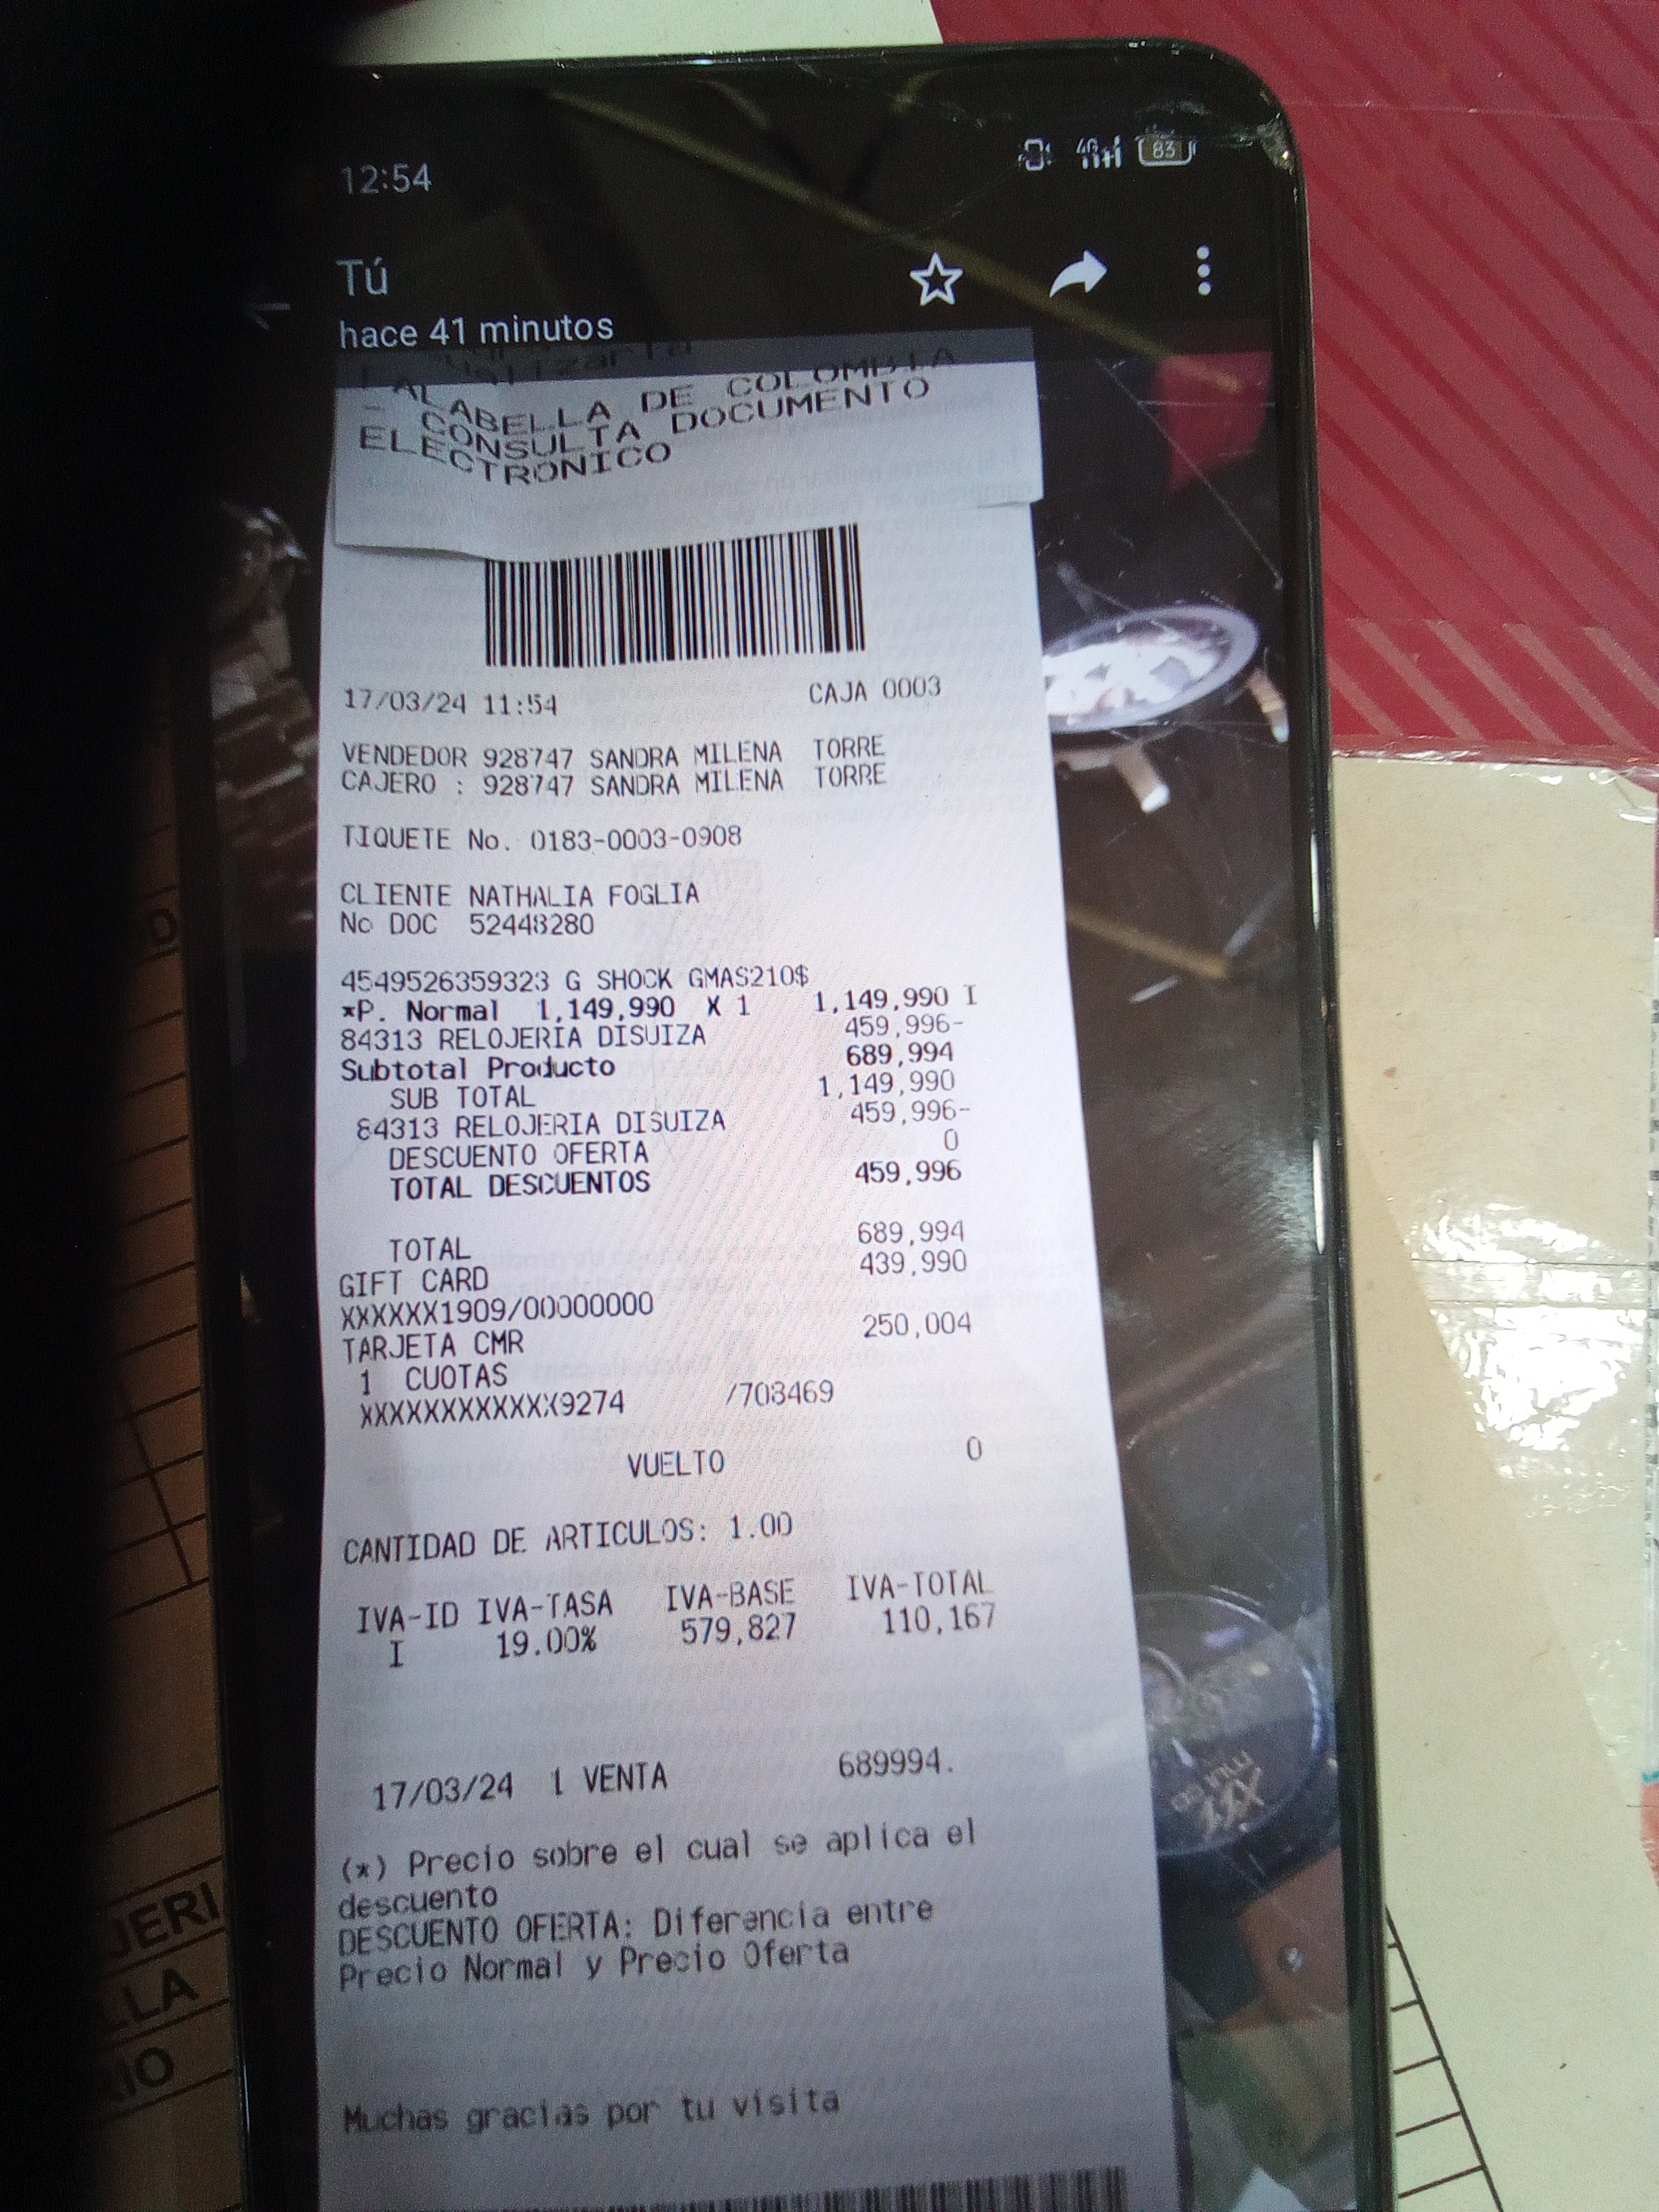 12:54
83
Tú
hace 41 minutos
FALABELLA DE COLOMBIA
- CONSULTA DOCUMENTO
ELECTRONICO
17/03/24 11:54 CAJA 0003
VENDEDOR 928747 SANDRA MILENA TORRE
CAJERO : 928747 SANDRA MILENA TORRE
TIQUETE No. 0183-0003-0908
CLIENTE NATHALIA FOGLIA
No DOC 52448280
4549526359323 G SHOCK GMAS210$
*P. Normal 1,149,990 X 1 1,149,990 I
84313 RELOJERIA DISUIZA 459,996-
Subtotal Producto 689,994
SUB TOTAL 1,149,990
84313 RELOJERIA DISUIZA 459,996-
DESCUENTO OFERTA 0
TOTAL DESCUENTOS 459,996
TOTAL 689,994
GIFT CARD 439,990
XXXXXX1909/00000000
TARJETA CMR 250,004
1 CUOTAS
XXXXXXXXXXXX9274 /703469
VUELTO 0
CANTIDAD DE ARTICULOS: 1.00
IVA-ID IVA-TASA IVA-BASE IVA-TOTAL
I 19.00% 579,827 110,167
17/03/24 1 VENTA 689994.
(*) Precio sobre el cual se aplica el
descuento
DESCUENTO OFERTA: Diferencia entre
Precio Normal y Precio Oferta
Muchas gracias por tu visita
JERI
LLA
RIO